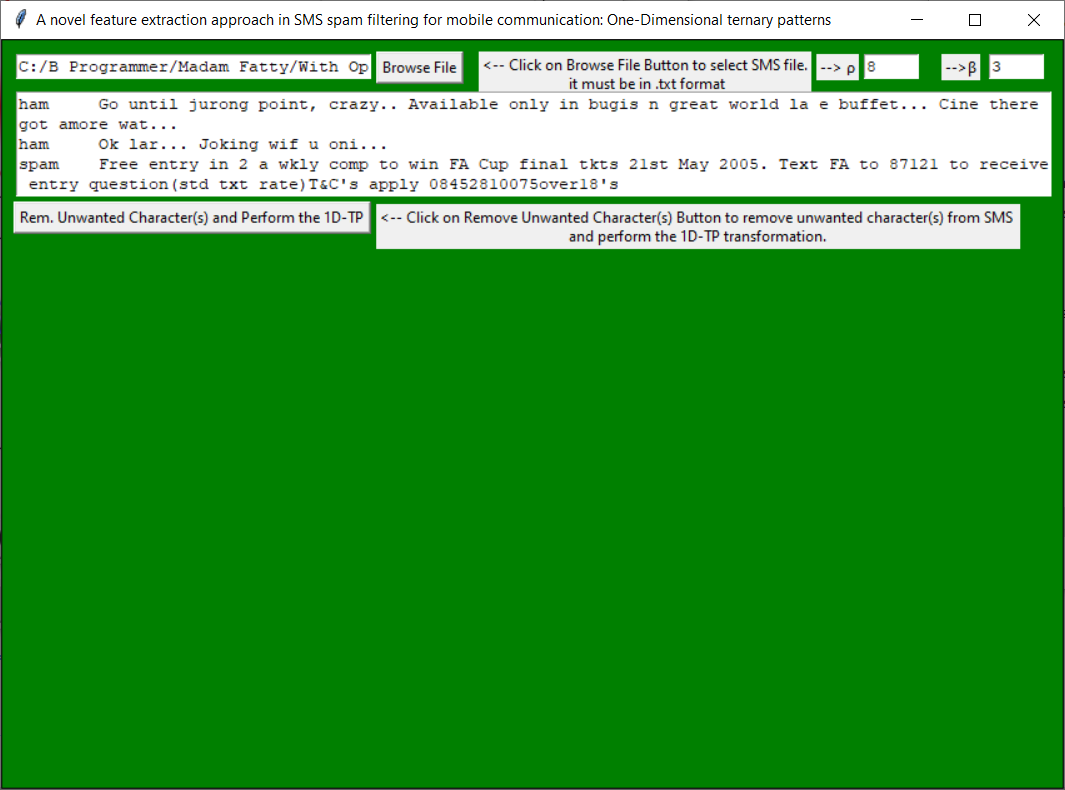 A novel feature extraction approach in SMS spam filtering for mobile communication: One-Dimensional ternary patterns
C:/B Programmer/Madam Fatty/With Op
Browse File
<-- Click on Browse File Button to select SMS file.
it must be in .txt format
--> ρ
8
-->β
3
ham     Go until jurong point, crazy.. Available only in bugis n great world la e buffet... Cine there
got amore wat...
ham     Ok lar... Joking wif u oni...
spam    Free entry in 2 a wkly comp to win FA Cup final tkts 21st May 2005. Text FA to 87121 to receive
entry question(std txt rate)T&C's apply 08452810075over18's
Rem. Unwanted Character(s) and Perform the 1D-TP
<-- Click on Remove Unwanted Character(s) Button to remove unwanted character(s) from SMS
and perform the 1D-TP transformation.